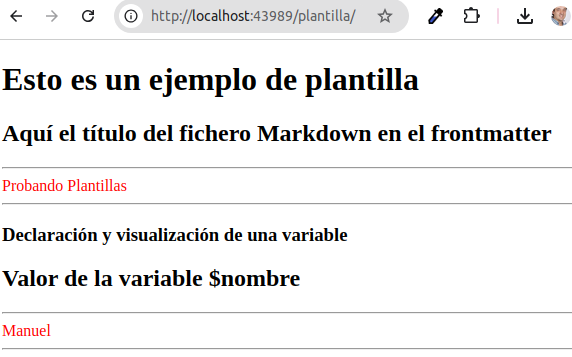 http://localhost:43989/plantilla/
Esto es un ejemplo de plantilla
Aquí el título del fichero Markdown en el frontmatter
Probando Plantillas
Declaración y visualización de una variable
Valor de la variable $nombre
Manuel